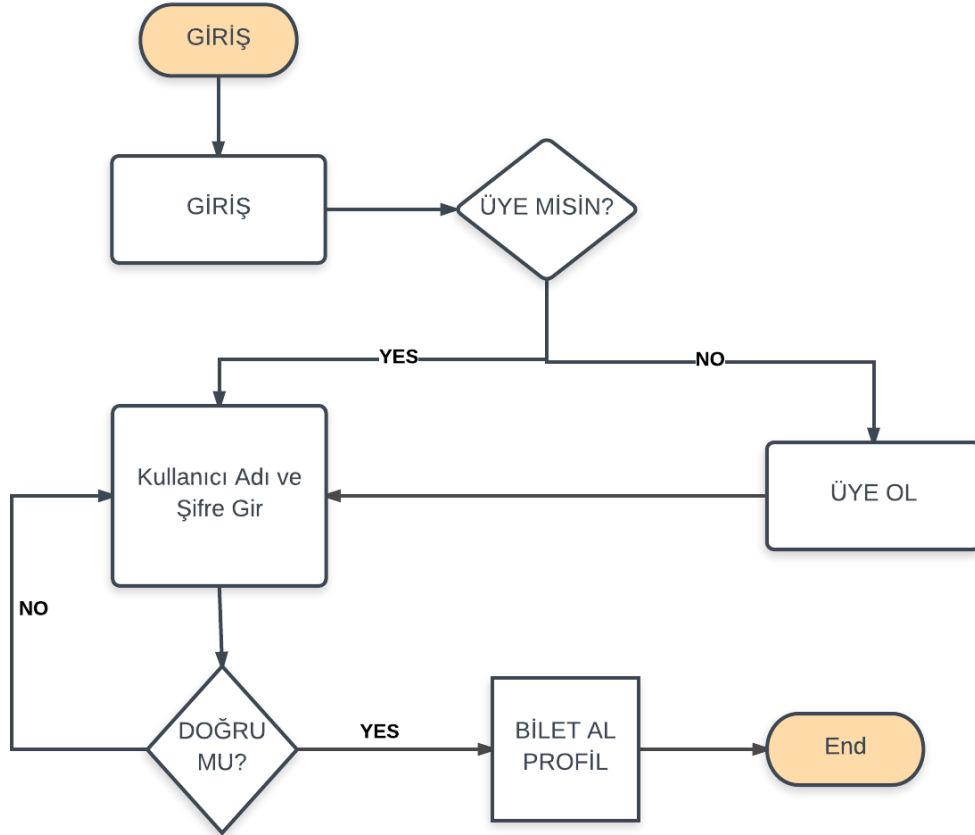 GİRİŞ
GİRİŞ
ÜYE MİSİN?
YES
NO
Kullanıcı Adı ve
Şifre Gir
ÜYE OL
NO
DOĞRU
MU?
YES
BİLET AL
PROFİL
End